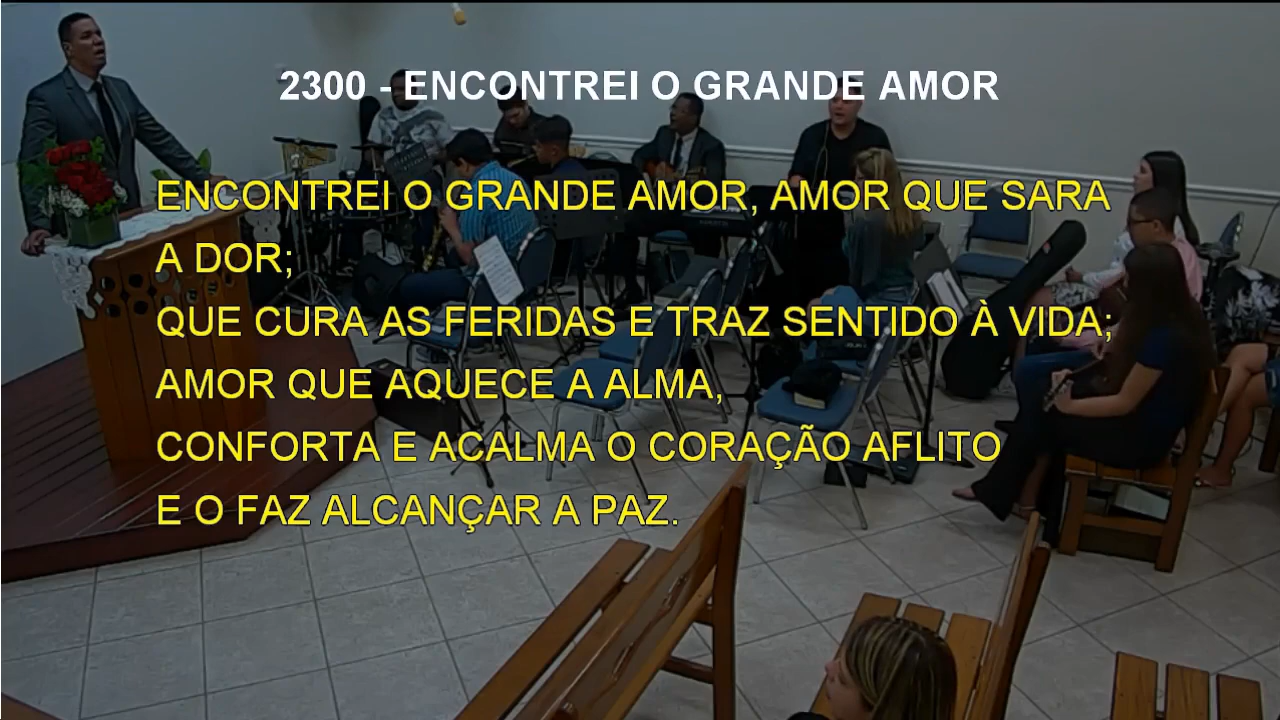 2300 - ENCONTREI O GRANDE AMOR
ENCONTREI O GRANDE AMOR, AMOR QUE SARA
A DOR;
QUE CURA AS FERIDAS E TRAZ SENTIDO À VIDA;
AMOR QUE AQUECE A ALMA,
CONFORTA E ACALMA O CORAÇÃO AFLITO
E O FAZ ALCANÇAR A PAZ.